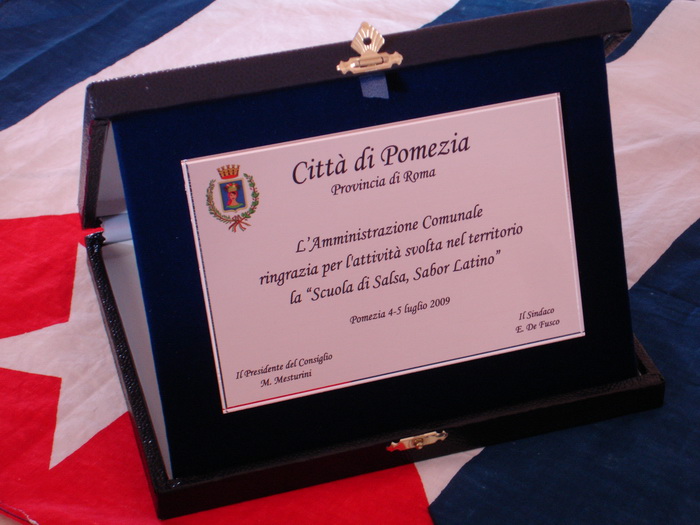 Città di Pomezia
Provincia di Roma
L'Amministrazione Comunale
ringrazia per l'attività svolta nel territorio
la "Scuola di Salsa, Sabor Latino"
Pomezia 4-5 luglio 2009
Il Sindaco
E. De Fusco
Il Presidente del Consiglio
M. Mesturini